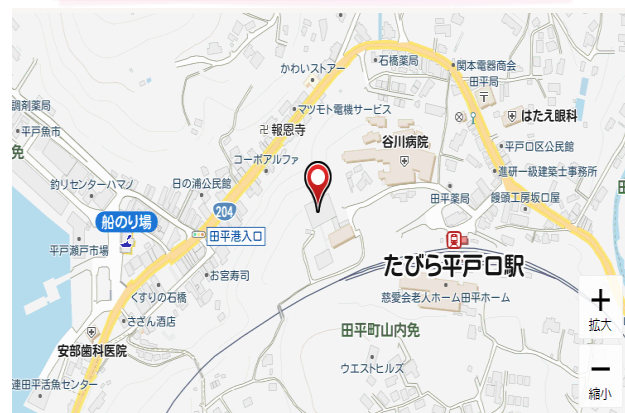 かわいストアー
石橋薬局
関本電器商会
田平局
調剤薬局
マツモト電機サービス
はたえ眼科
平戸魚市
卍報恩寺
谷川病院
平戸口区公民館
免
コーポアルファ
進研一級建築士事務所
釣りセンターハマノ
日の浦公民館
田平薬局
饅頭工房坂口屋
204
船のり場
田平港入口
平戸瀬戸市場
たびら平戸口駅
お宮寿司
くすりの石橋
慈愛会老人ホーム田平ホーム
+
拡大
さざん酒店
田平町山内免
安部歯科医院
ウエストヒルズ
−
縮小
連田平活魚センター